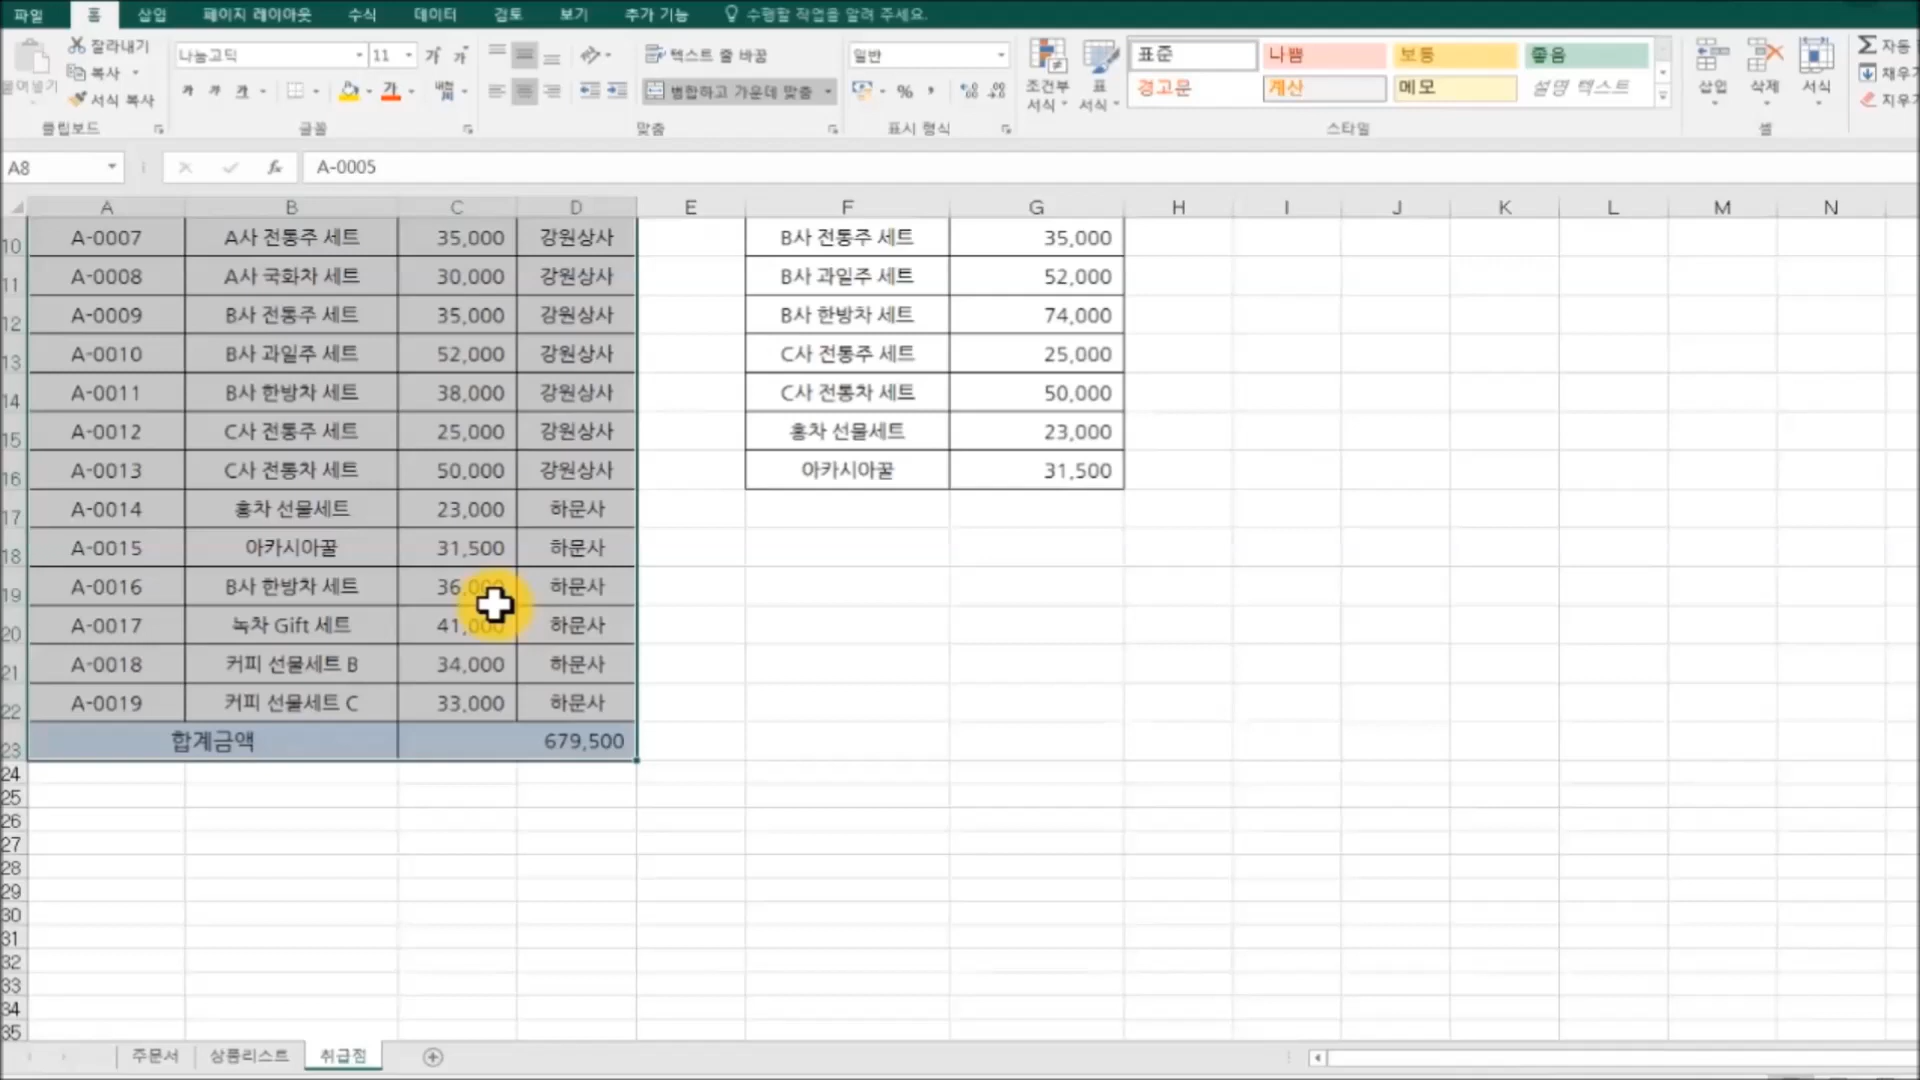 파일 홈 삽입 페이지 레이아웃 수식 데이터 검토 보기 추가 기능 수행할 작업을 알려 주세요.
잘라내기 나눔고딕 11 가 가 텍스트 줄 바꿈 일반 표준 나쁨 보통 좋음 Σ 자동
붙여넣기 복사 가 가 가 가 내천 병합하고 가운데 맞춤 % , 조건부 서식 표 서식 경고문 계산 메모 설명 텍스트 삽입 삭제 서식 채우기
서식 복사 지우기
클립보드 글꼴 맞춤 표시 형식 스타일 셀
A8 fx A-0005
A B C D E F G H I J K L M N
10 A-0007 A사 전통주 세트 35,000 강원상사 B사 전통주 세트 35,000
11 A-0008 A사 국화차 세트 30,000 강원상사 B사 과일주 세트 52,000
12 A-0009 B사 전통주 세트 35,000 강원상사 B사 한방차 세트 74,000
13 A-0010 B사 과일주 세트 52,000 강원상사 C사 전통주 세트 25,000
14 A-0011 B사 한방차 세트 38,000 강원상사 C사 전통차 세트 50,000
15 A-0012 C사 전통주 세트 25,000 강원상사 홍차 선물세트 23,000
16 A-0013 C사 전통차 세트 50,000 강원상사 아카시아꿀 31,500
17 A-0014 홍차 선물세트 23,000 하문사
18 A-0015 아카시아꿀 31,500 하문사
19 A-0016 B사 한방차 세트 36,000 하문사
20 A-0017 녹차 Gift 세트 41,000 하문사
21 A-0018 커피 선물세트 B 34,000 하문사
22 A-0019 커피 선물세트 C 33,000 하문사
23 합계금액 679,500
24
25
26
27
28
29
30
31
32
33
34
35
주문서 상품리스트 취급점